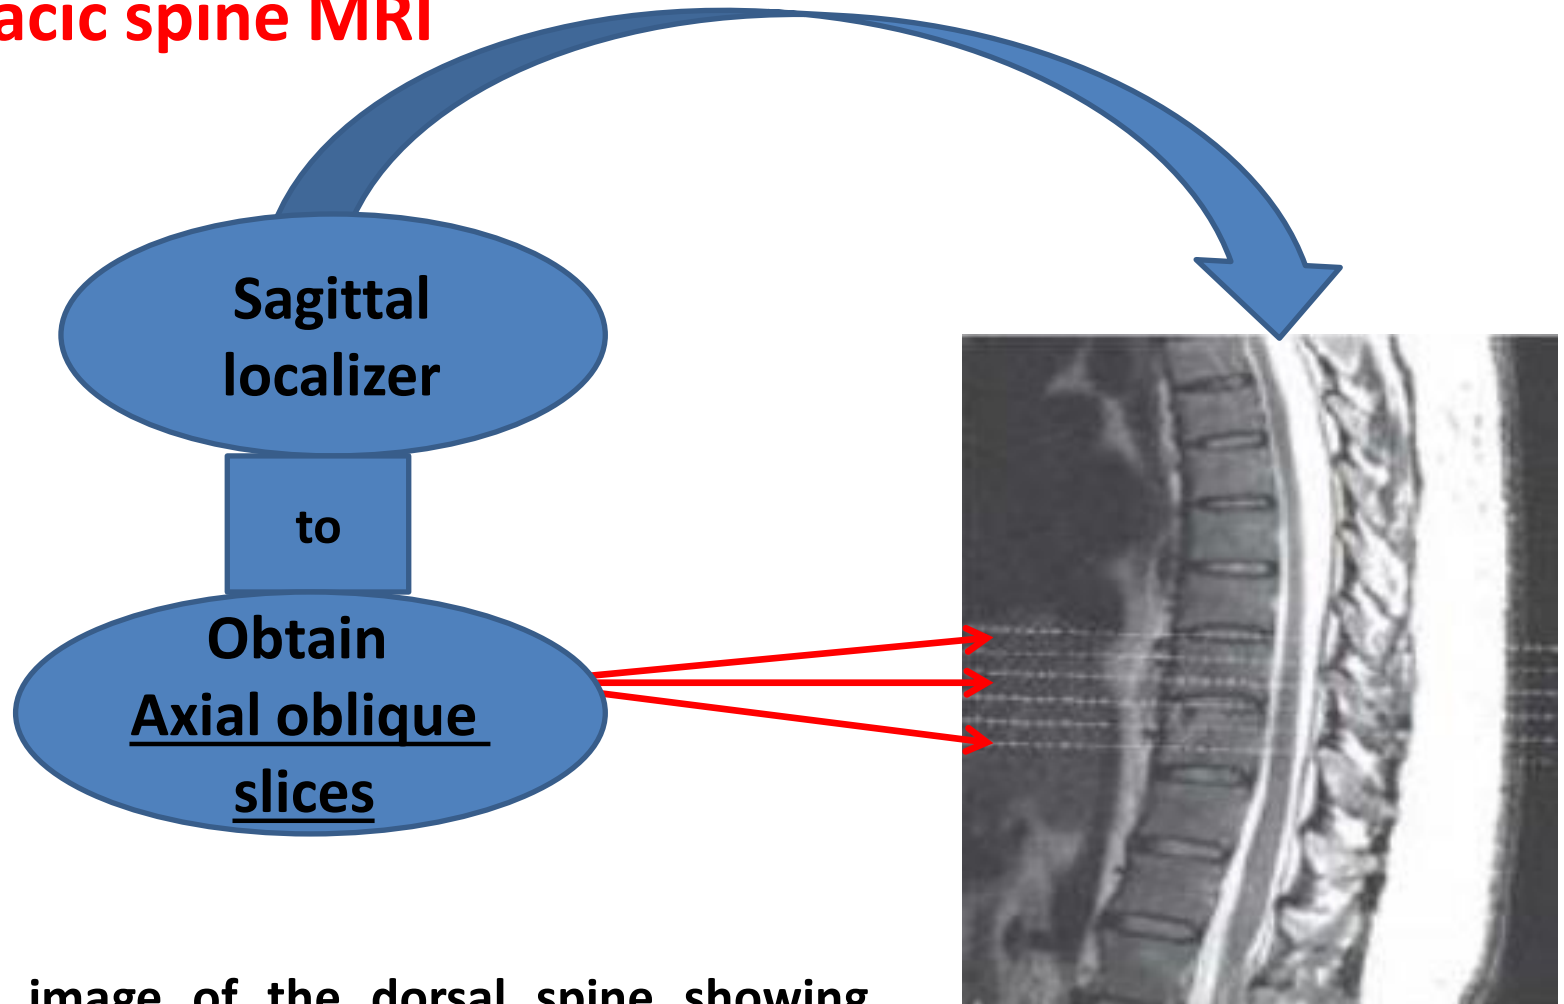 acic spine MRI
Sagittal
localizer
to
Obtain
Axial oblique
slices
image of the dorsal spine showing